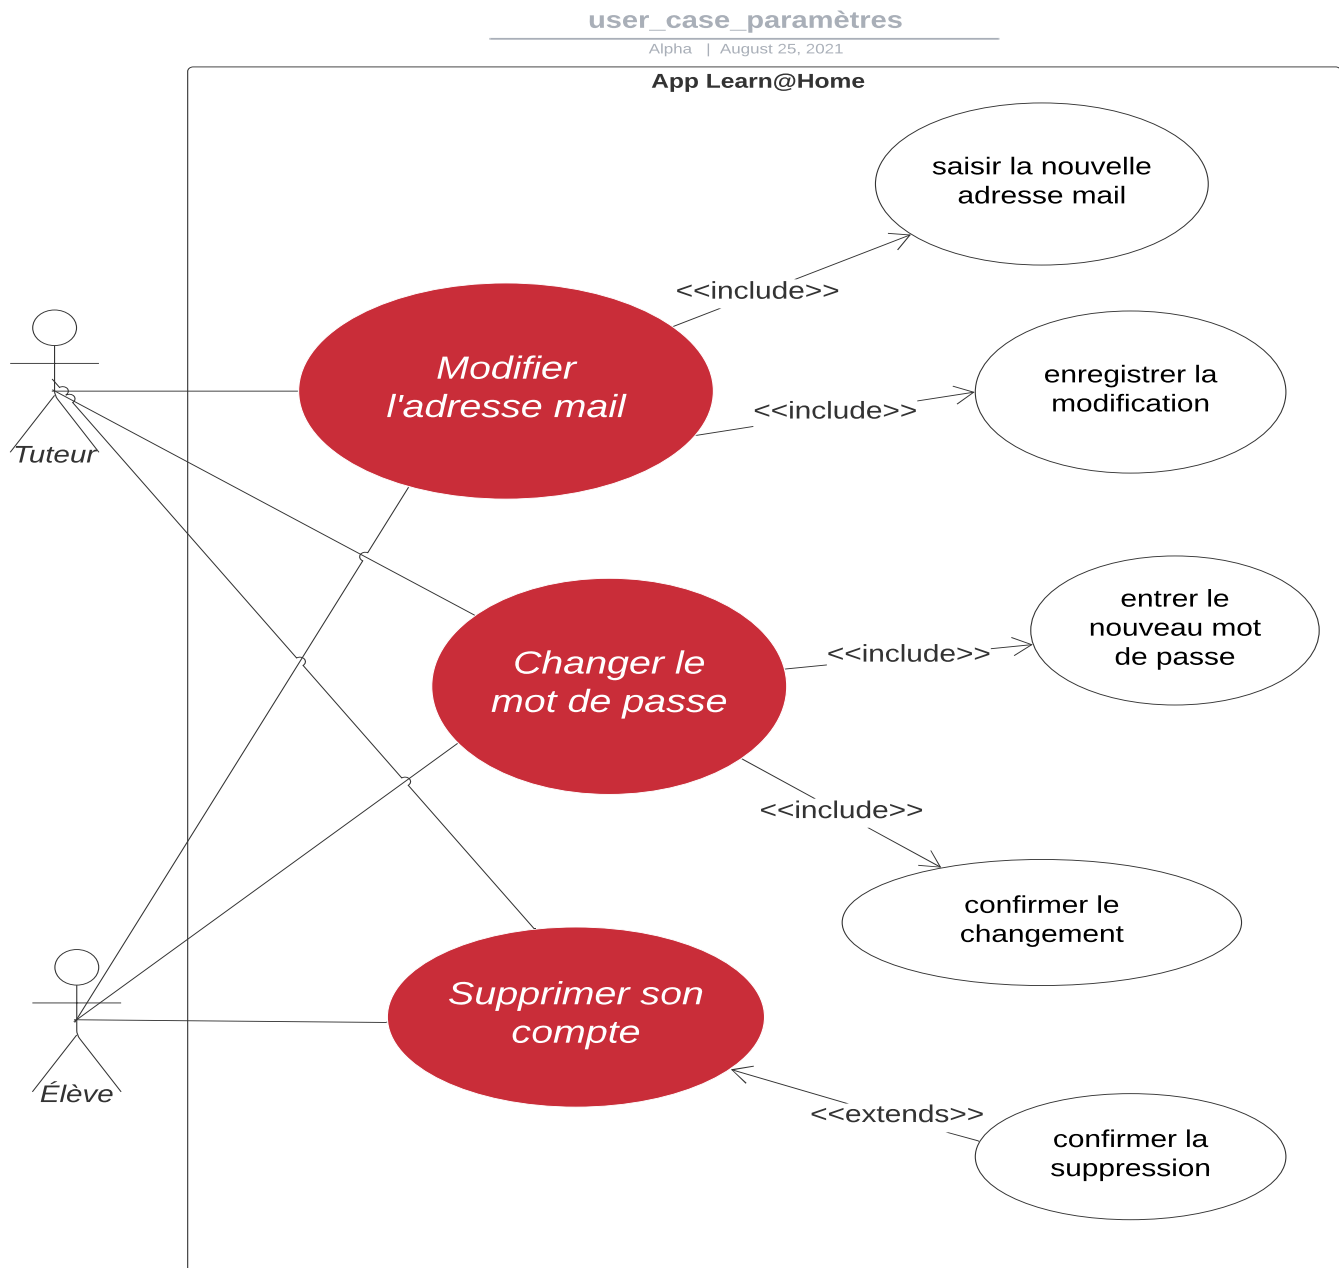 user_case_paramètres
Alpha | August 25, 2021
App Learn@Home
saisir la nouvelle
adresse mail
<<include>>
Modifier
l'adresse mail
enregistrer la
modification
<<include>>
Tuteur
entrer le
nouveau mot
de passe
<<include>>
Changer le
mot de passe
<<include>>
confirmer le
changement
Supprimer son
compte
Élève
<<extends>>
confirmer la
suppression